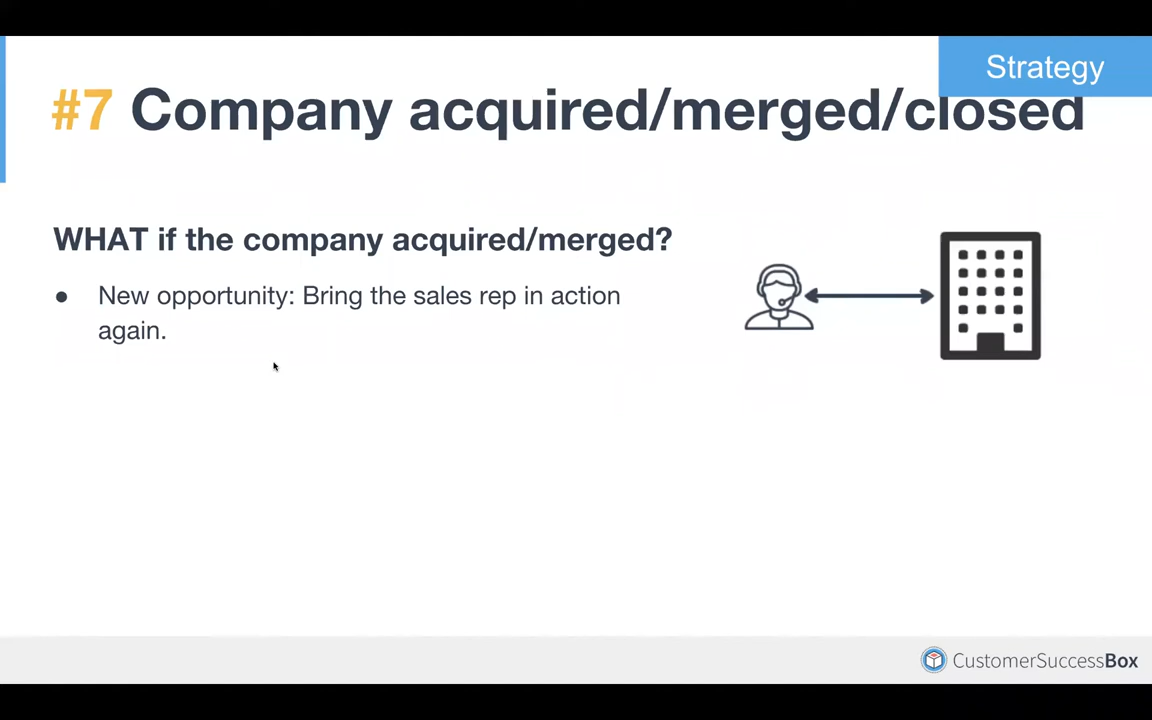 Strategy
#7 Company acquired/merged/closed
WHAT if the company acquired/merged?
● New opportunity: Bring the sales rep in action
again.
CustomerSuccessBox